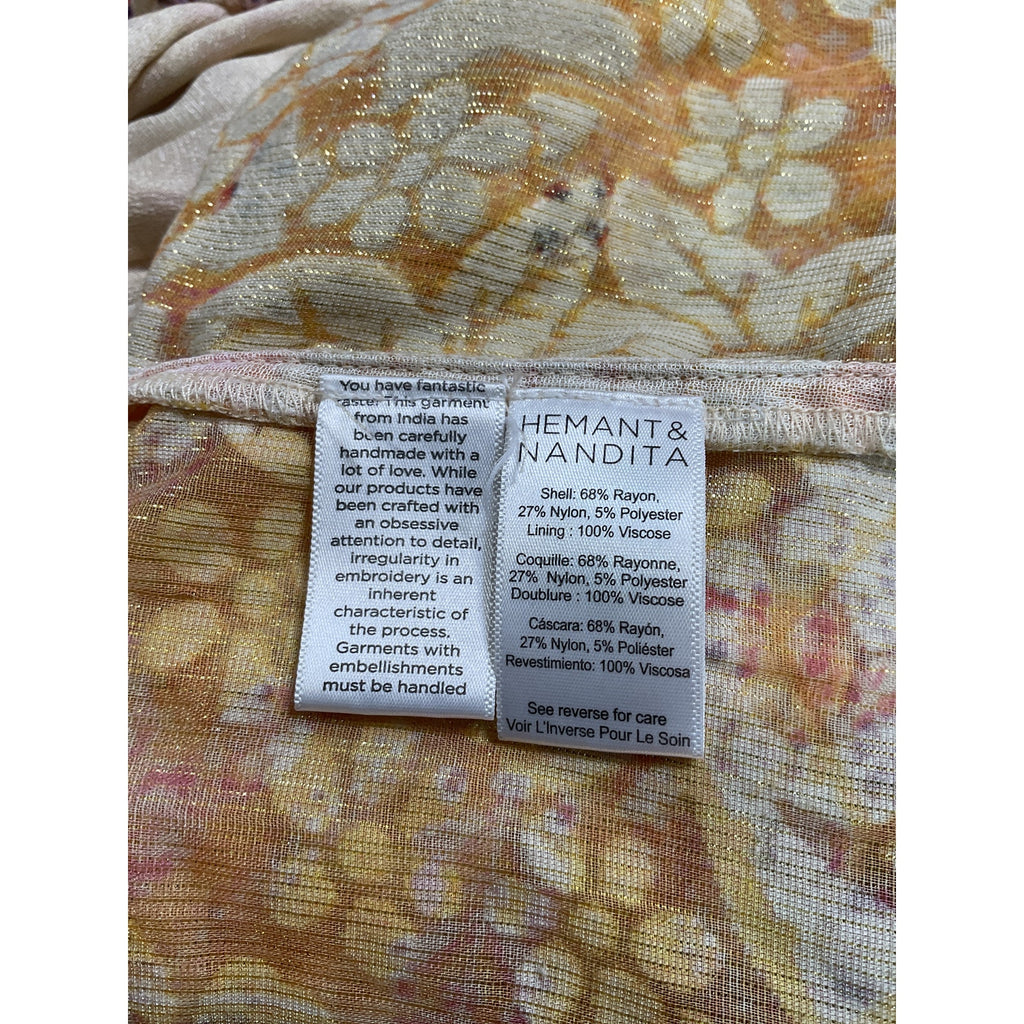 You have fantastic
taste! This garment
from India has
been carefully
handmade with a
lot of love. While
our products have
been crafted with
an obsessive
attention to detail,
irregularity in
embroidery is an
inherent
characteristic of
the process.
Garments with
embellishments
must be handled
HEMANT &
NANDITA
Shell: 68% Rayon,
27% Nylon, 5% Polyester
Lining : 100% Viscose
Coquille: 68% Rayonne,
27% Nylon, 5% Polyester
Doublure : 100% Viscose
Cáscara: 68% Rayón,
27% Nylon, 5% Poliéster
Revestimiento: 100% Viscosa
See reverse for care
Voir L'Inverse Pour Le Soin